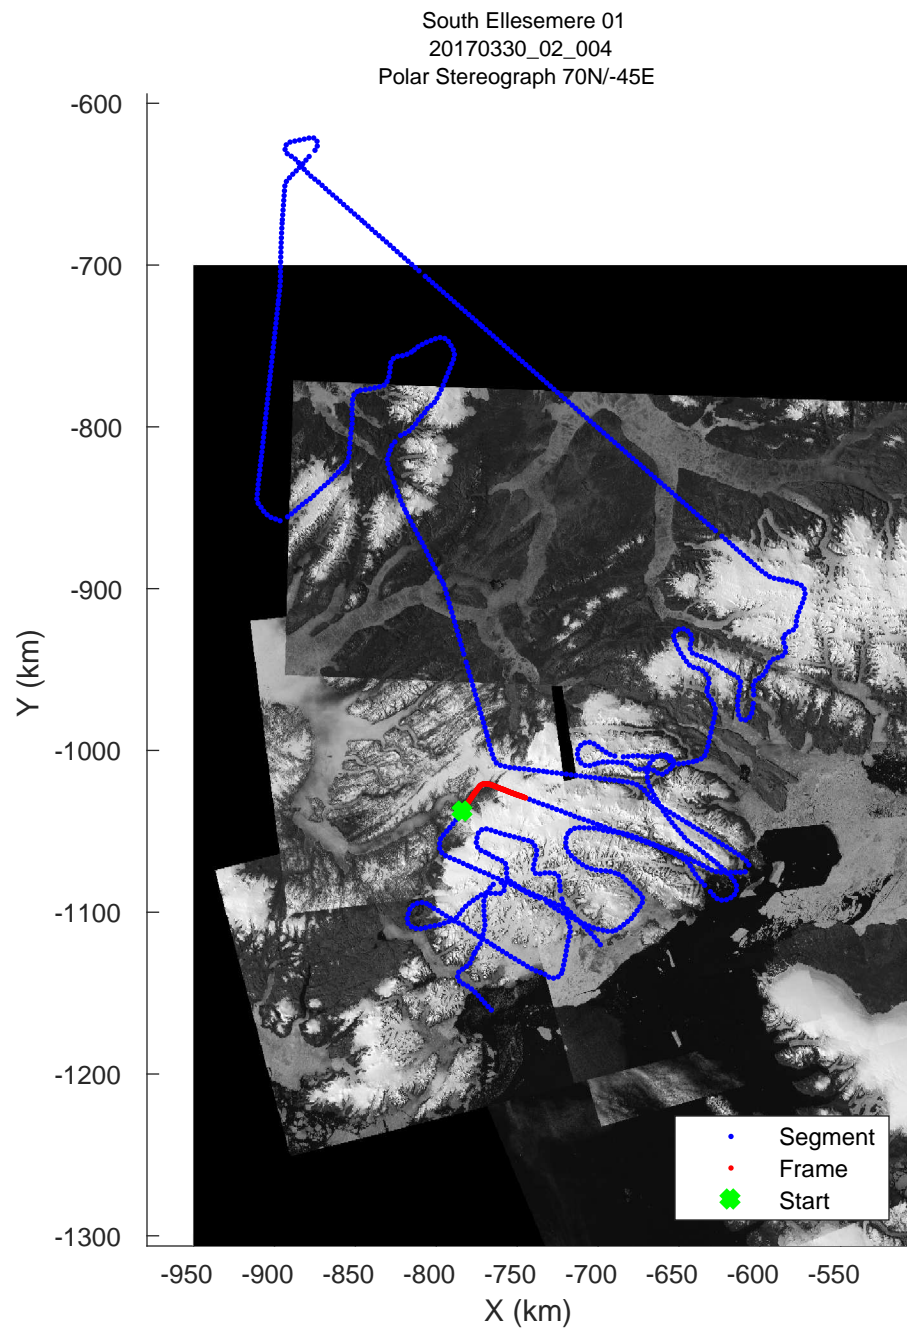 South Ellesemere 01
20170330_02_004
Polar Stereograph 70N/-45E
-600
-700
-800
-900
-1000
-1100
-1200
-1300
Y (km)
Segment
Frame
Start
-950 -900 -850 -800 -750 -700 -650 -600 -550
X (km)